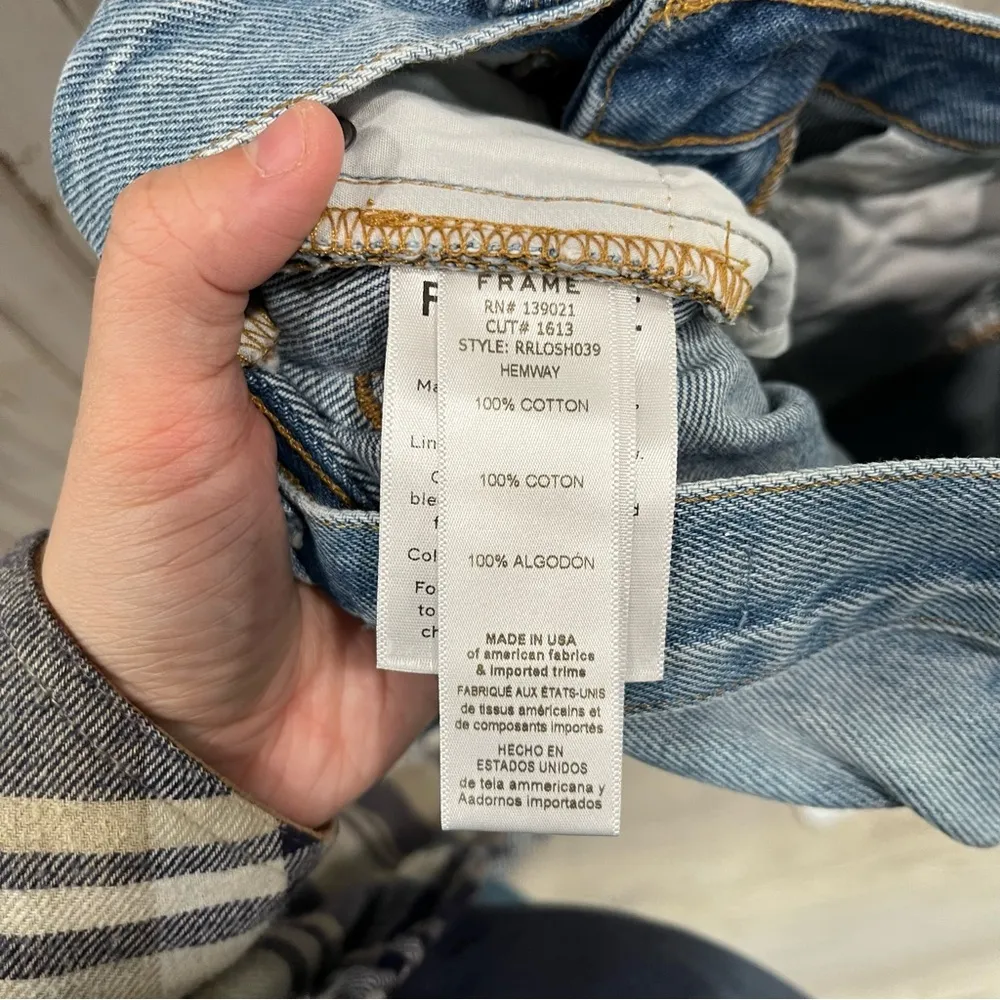 FRAME
RN# 139021
CUT# 1613
STYLE: RRLOSH039
HEMWAY
100% COTTON
100% COTON
100% ALGODÓN
MADE IN USA
of american fabrics
& imported trims
FABRIQUÉ AUX ÉTATS-UNIS
de tissus américains et
de composants importés
HECHO EN
ESTADOS UNIDOS
de tela ammericana y
Aadornos importados